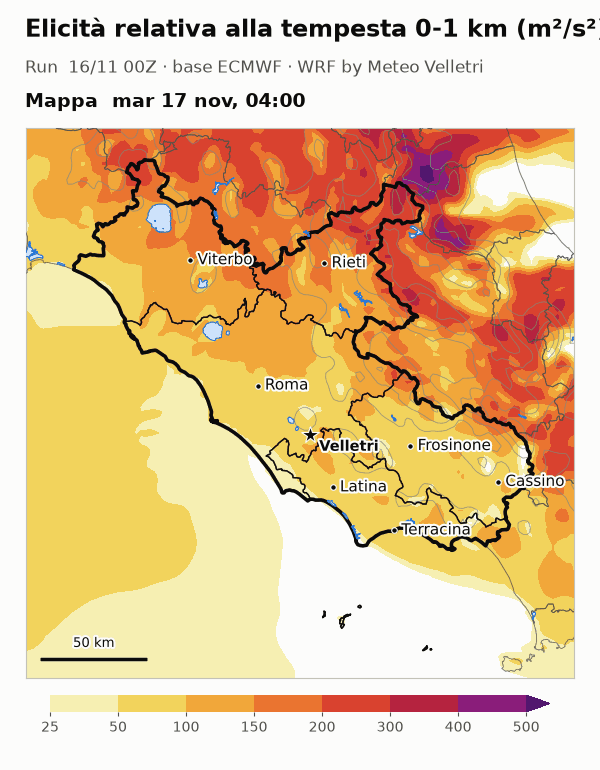 Elicità relativa alla tempesta 0-1 km (m²/s²)
Run  16/11 00Z · base ECMWF · WRF by Meteo Velletri
Mappa  mar 17 nov, 04:00
Viterbo
Rieti
Roma
Velletri
Frosinone
Latina
Cassino
Terracina
50 km
25 50 100 150 200 300 400 500